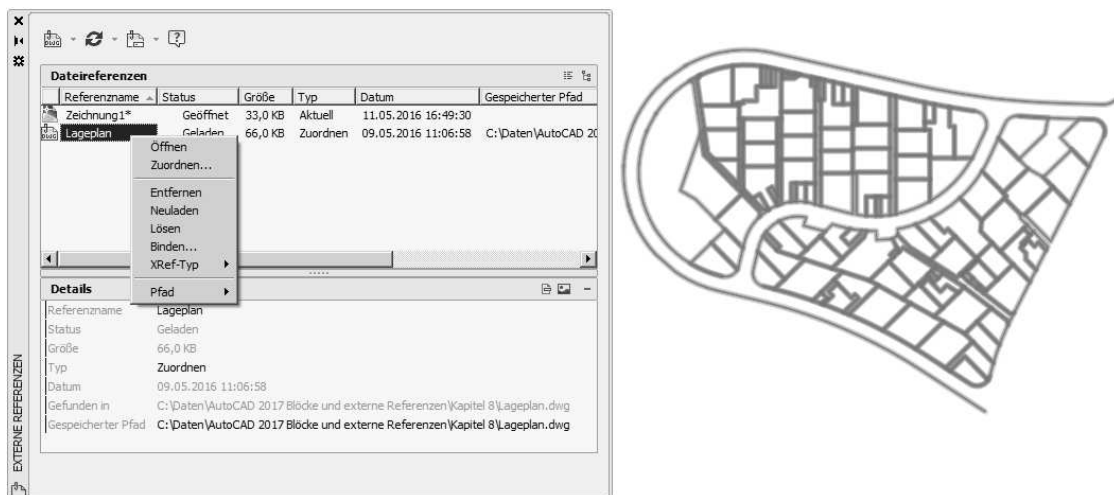 Dateireferenzen
Referenzname Status Größe Typ Datum Gespeicherter Pfad
Zeichnung1* Geöffnet 33,0 KB Aktuell 11.05.2016 16:49:30
Lageplan Geladen 66,0 KB Zuordnen 09.05.2016 11:06:58 C:\Daten\AutoCAD 20
Öffnen
Zuordnen...
Entfernen
Neuladen
Lösen
Binden...
XRef-Typ
Pfad
Details
Referenzname Lageplan
Status Geladen
Größe 66,0 KB
Typ Zuordnen
Datum 09.05.2016 11:06:58
Gefunden in C:\Daten\AutoCAD 2017 Blöcke und externe Referenzen\Kapitel 8\Lageplan.dwg
Gespeicherter Pfad C:\Daten\AutoCAD 2017 Blöcke und externe Referenzen\Kapitel 8\Lageplan.dwg
EXTERNE REFERENZEN